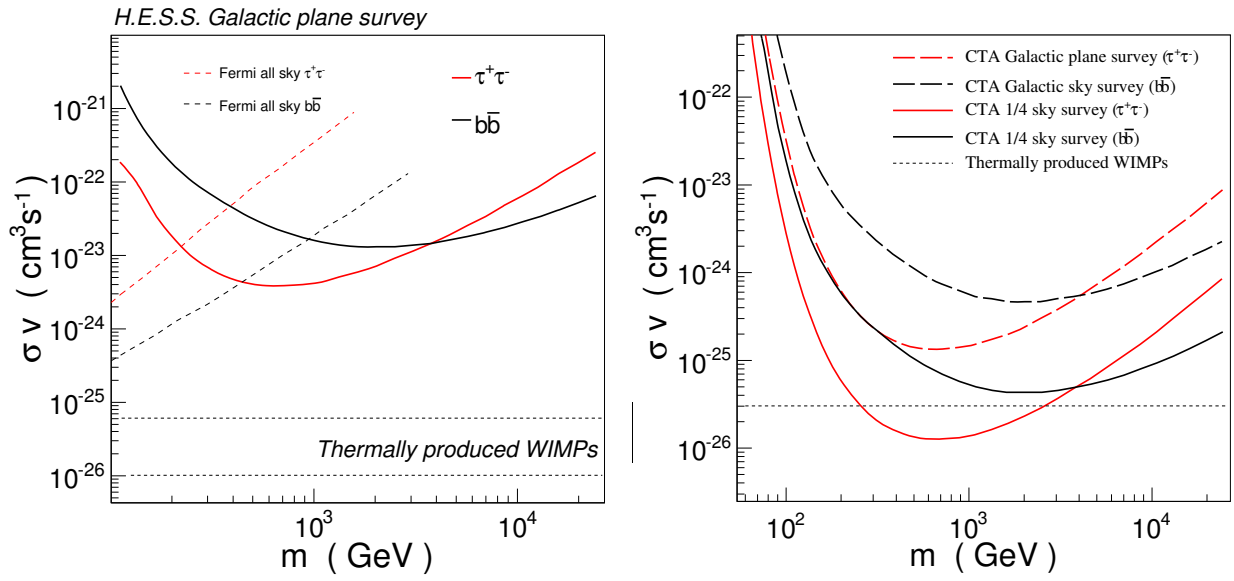 H.E.S.S. Galactic plane survey
Fermi all sky τ⁺τ⁻
Fermi all sky bb̅
τ⁺τ⁻
bb̅
10⁻²¹
10⁻²²
10⁻²³
10⁻²⁴
10⁻²⁵
10⁻²⁶
σ v ( cm³s⁻¹)
Thermally produced WIMPs
10³
10⁴
m ( GeV )
CTA Galactic plane survey (τ⁺τ⁻)
CTA Galactic sky survey (bb̅)
CTA 1/4 sky survey (τ⁺τ⁻)
CTA 1/4 sky survey (bb̅)
Thermally produced WIMPs
10⁻²²
10⁻²³
10⁻²⁴
10⁻²⁵
10⁻²⁶
σ v ( cm³s⁻¹)
10²
10³
10⁴
m ( GeV )